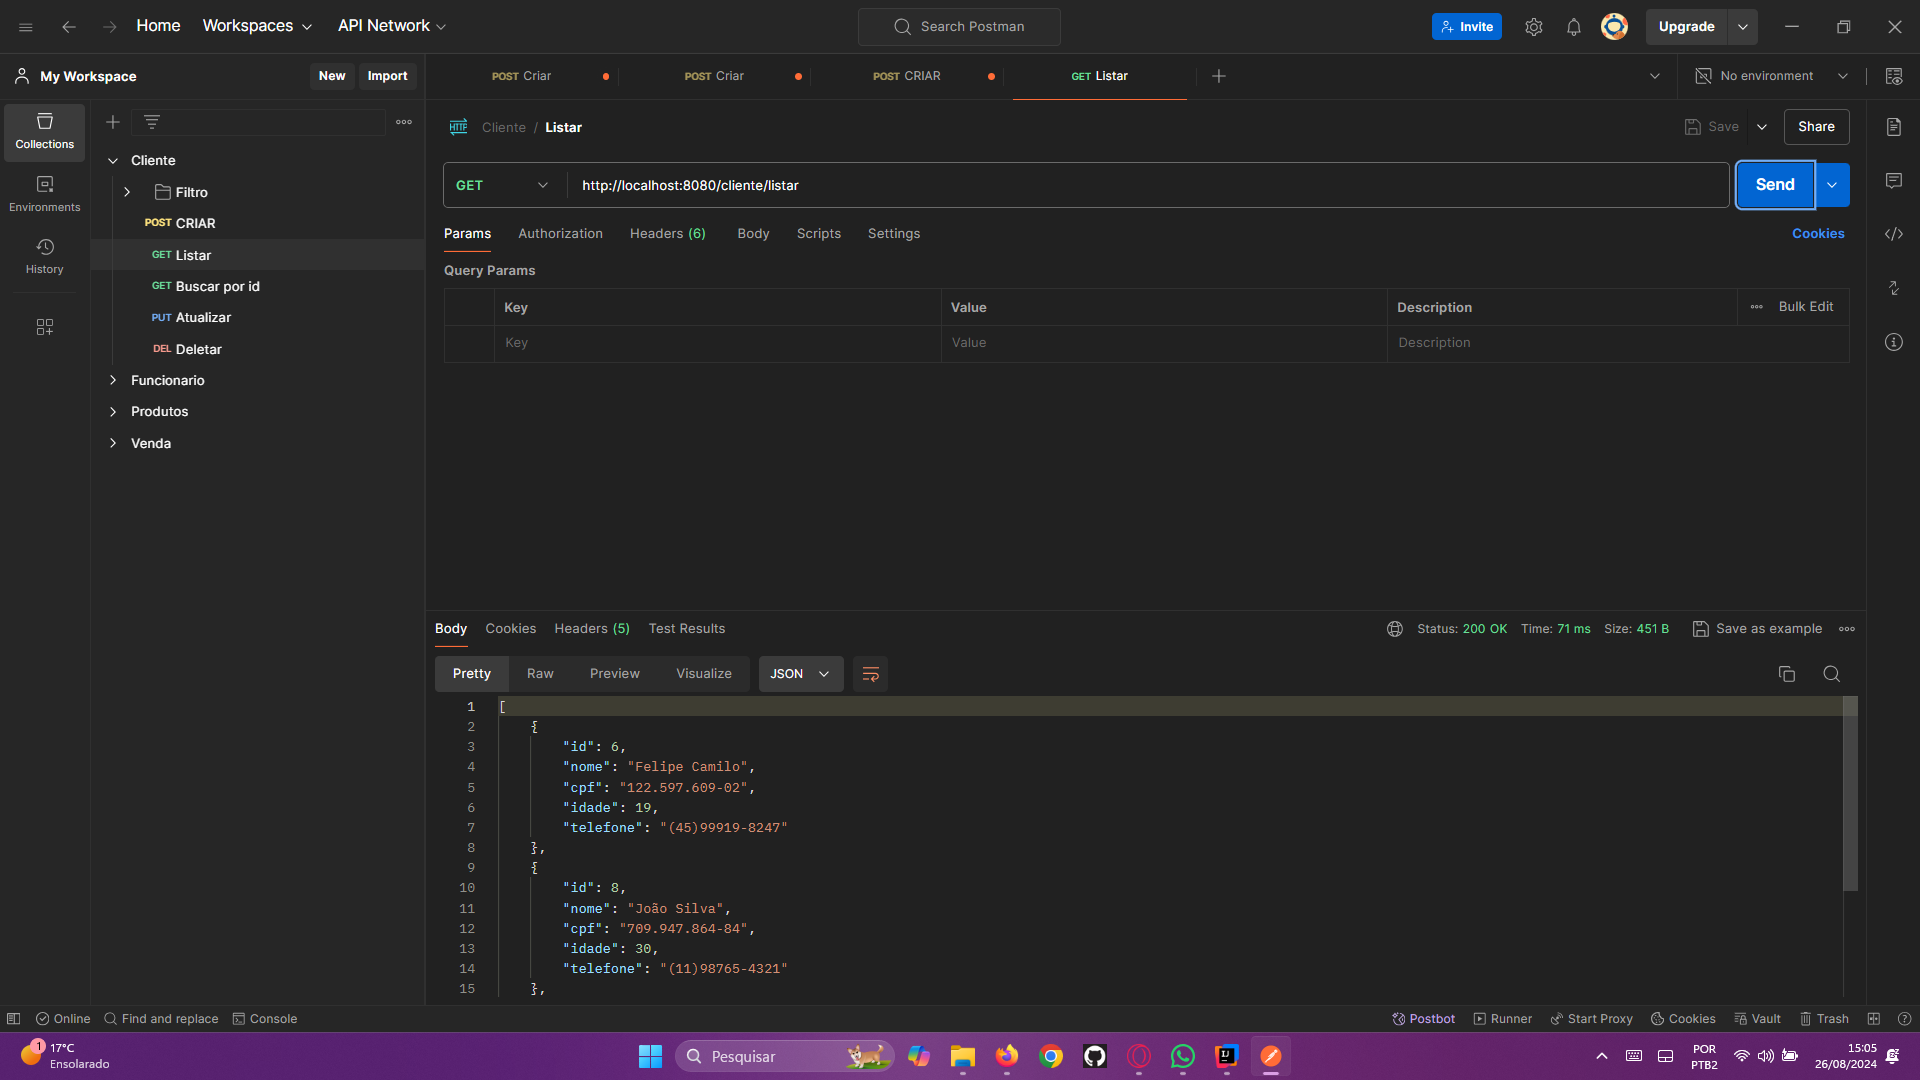 Home
Workspaces
API Network
Search Postman
Invite
Upgrade
My Workspace
New
Import
POST Criar
POST Criar
POST CRIAR
GET Listar
No environment
Collections
Environments
History
Cliente
Filtro
POST CRIAR
GET Listar
GET Buscar por id
PUT Atualizar
DEL Deletar
Funcionario
Produtos
Venda
HTTP Cliente / Listar
Save
Share
GET
http://localhost:8080/cliente/listar
Send
Params
Authorization
Headers (6)
Body
Scripts
Settings
Cookies
Query Params
Key
Value
Description
Bulk Edit
Key
Value
Description
Body
Cookies
Headers (5)
Test Results
Status: 200 OK
Time: 71 ms
Size: 451 B
Save as example
Pretty
Raw
Preview
Visualize
JSON
1 [
2 {
3 "id": 6,
4 "nome": "Felipe Camilo",
5 "cpf": "122.597.609-02",
6 "idade": 19,
7 "telefone": "(45)99919-8247"
8 },
9 {
10 "id": 8,
11 "nome": "João Silva",
12 "cpf": "709.947.864-84",
13 "idade": 30,
14 "telefone": "(11)98765-4321"
15 },
Online
Find and replace
Console
Postbot
Runner
Start Proxy
Cookies
Vault
Trash
1
17°C
Ensolarado
Pesquisar
POR
PTB2
15:05
26/08/2024